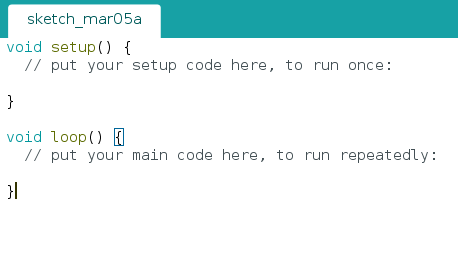 sketch_mar05a
void setup() {
  // put your setup code here, to run once:
}
void loop() {
  // put your main code here, to run repeatedly:
}